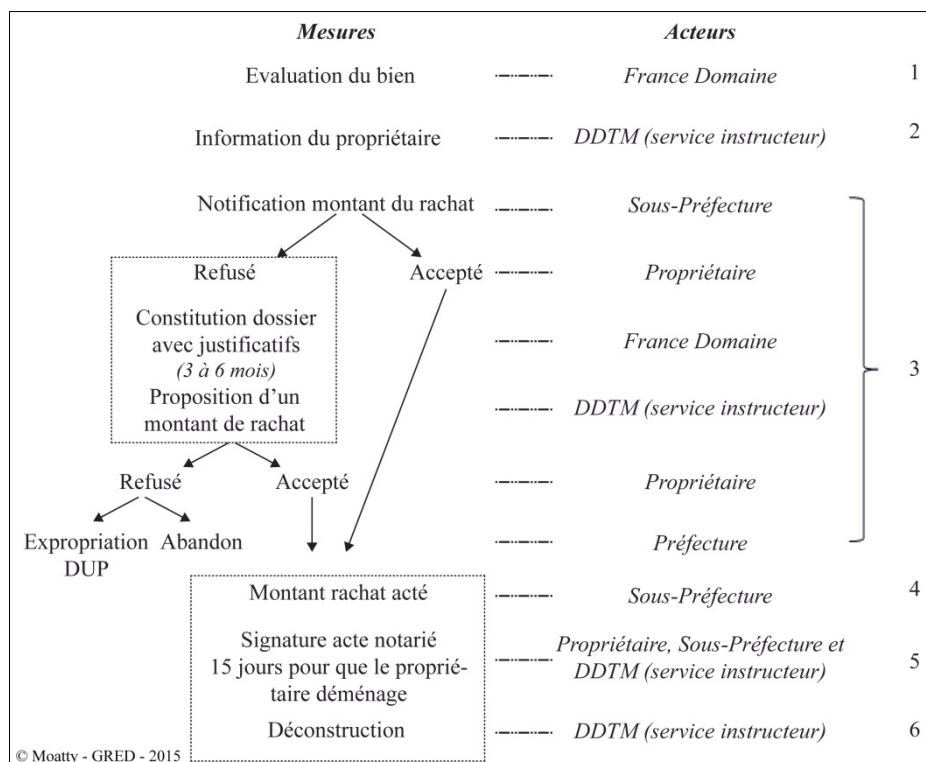 Mesures Acteurs
Evaluation du bien France Domaine 1
Information du propriétaire DDTM (service instructeur) 2
Notification montant du rachat Sous-Préfecture
Refusé Accepté Propriétaire
Constitution dossier
avec justificatifs France Domaine
(3 à 6 mois) 3
Proposition d'un
montant de rachat DDTM (service instructeur)
Refusé Accepté Propriétaire
Expropriation Abandon Préfecture
DUP
Montant rachat acté Sous-Préfecture 4
Signature acte notarié Propriétaire, Sous-Préfecture et
15 jours pour que le proprié- DDTM (service instructeur) 5
taire déménage
Déconstruction DDTM (service instructeur) 6
© Moatty - GRED - 2015